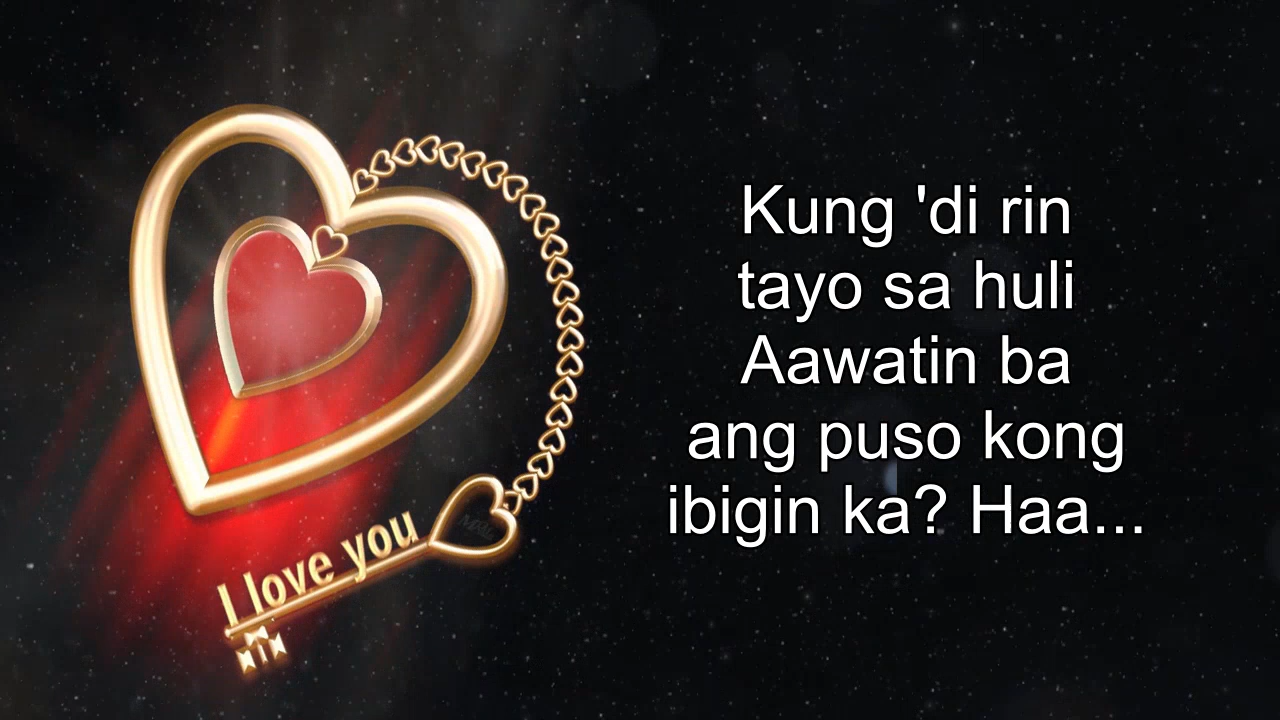 Kung 'di rin
tayo sa huli
Aawatin ba
ang puso kong
ibigin ka? Haa...
I love you